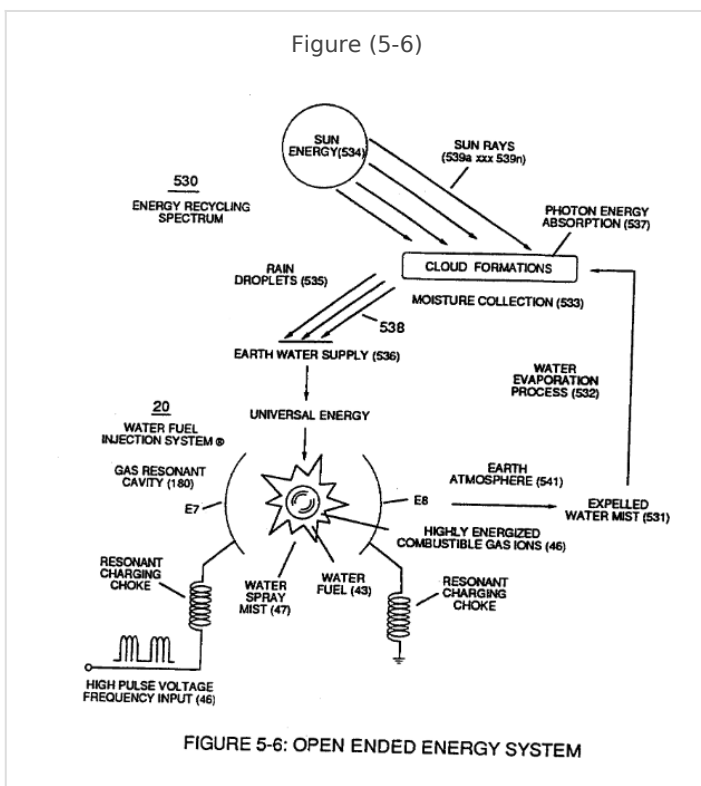 Figure (5-6)
SUN
ENERGY(534)
SUN RAYS
(539a xxx 539n)
530
ENERGY RECYCLING
SPECTRUM
PHOTON ENERGY
ABSORPTION (537)
RAIN
DROPLETS (535)
CLOUD FORMATIONS
MOISTURE COLLECTION (533)
538
EARTH WATER SUPPLY (536)
WATER
EVAPORATION
PROCESS (532)
20
WATER FUEL
INJECTION SYSTEM ®
UNIVERSAL ENERGY
GAS RESONANT
CAVITY (180)
E7
E8
EARTH
ATMOSPHERE (541)
EXPELLED
WATER MIST (531)
HIGHLY ENERGIZED
COMBUSTIBLE GAS IONS (46)
RESONANT
CHARGING
CHOKE
WATER
SPRAY
MIST (47)
WATER
FUEL (43)
RESONANT
CHARGING
CHOKE
HIGH PULSE VOLTAGE
FREQUENCY INPUT (46)
FIGURE 5-6: OPEN ENDED ENERGY SYSTEM